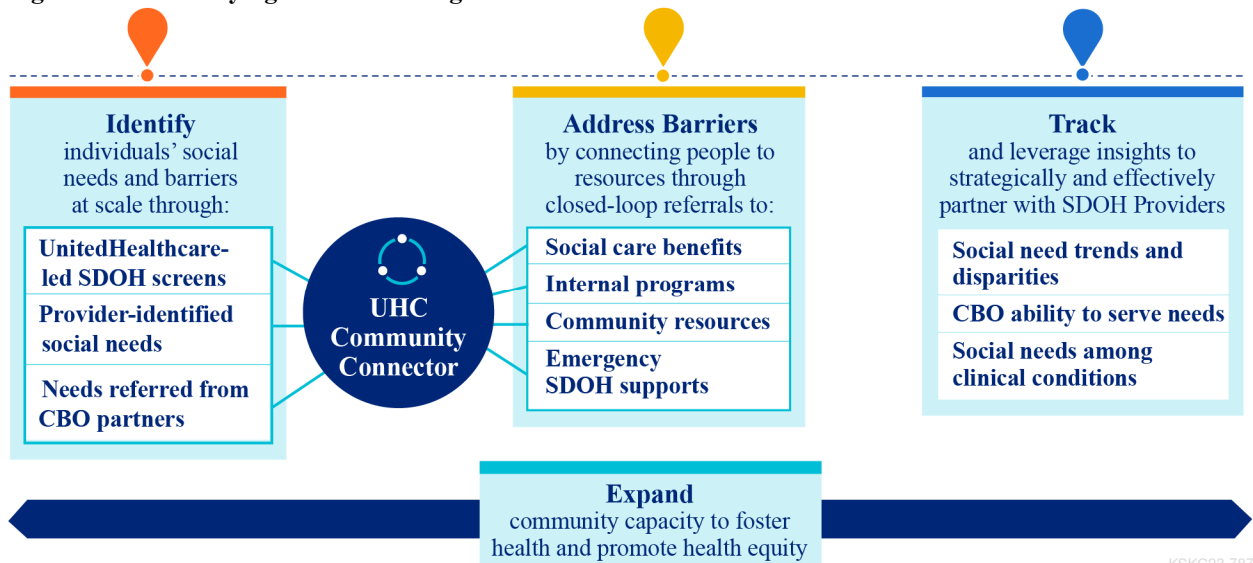 Identify
individuals’ social
needs and barriers
at scale through:
UnitedHealthcare-
led SDOH screens
Provider-identified
social needs
Needs referred from
CBO partners
UHC
Community
Connector
Address Barriers
by connecting people to
resources through
closed-loop referrals to:
Social care benefits
Internal programs
Community resources
Emergency
SDOH supports
Track
and leverage insights to
strategically and effectively
partner with SDOH Providers
Social need trends and
disparities
CBO ability to serve needs
Social needs among
clinical conditions
Expand
community capacity to foster
health and promote health equity